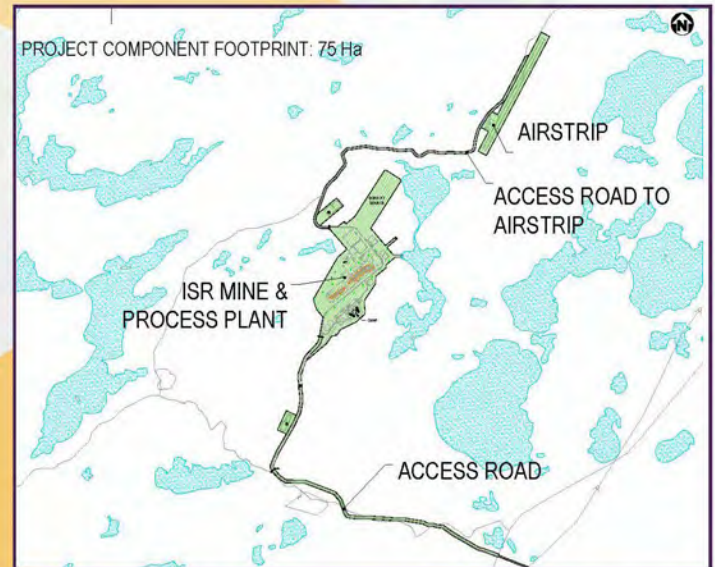 N
PROJECT COMPONENT FOOTPRINT: 75 Ha
AIRSTRIP
ACCESS ROAD TO
AIRSTRIP
ISR MINE &
PROCESS PLANT
ACCESS ROAD